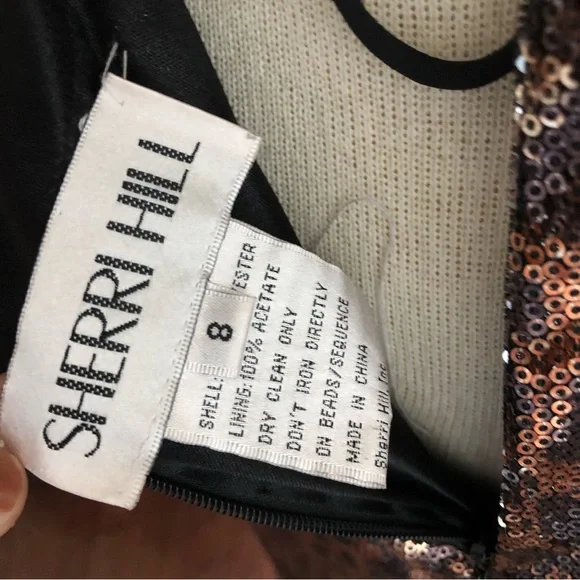 SHERRI HILL
8
SHELL: ESTER
LINING:100% ACETATE
DRY CLEAN ONLY
DON'T IRON DIRECTLY
ON BEADS/SEQUENCE
MADE IN CHINA
Sherri Hill Inc